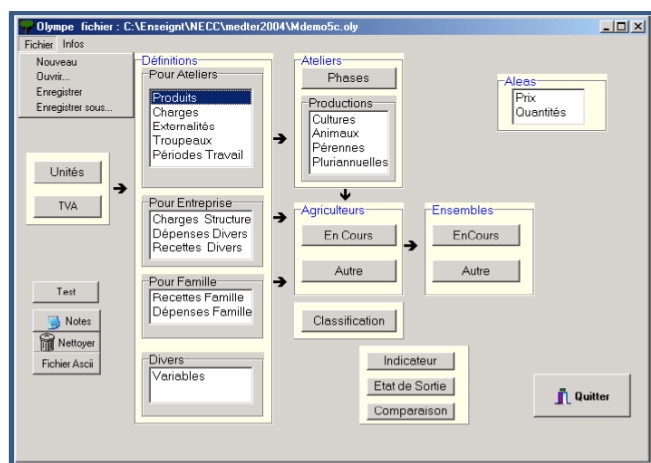 Olympe fichier : C:\Enseignt\NECC\medter2004\Mdemo5c.oly
Fichier Infos
Nouveau
Ouvrir...
Enregistrer
Enregistrer sous...
Unités
TVA
Test
Notes
Nettoyer
Fichier Ascii
Définitions
Pour Ateliers
Produits
Charges
Externalités
Troupeaux
Périodes Travail
Pour Entreprise
Charges Structure
Dépenses Divers
Recettes Divers
Pour Famille
Recettes Famille
Dépenses Famille
Divers
Variables
Ateliers
Phases
Productions
Cultures
Animaux
Pérennes
Pluriannuelles
Agriculteurs
En Cours
Autre
Classification
Ensembles
EnCours
Autre
Aleas
Prix
Quantités
Indicateur
Etat de Sortie
Comparaison
Quitter